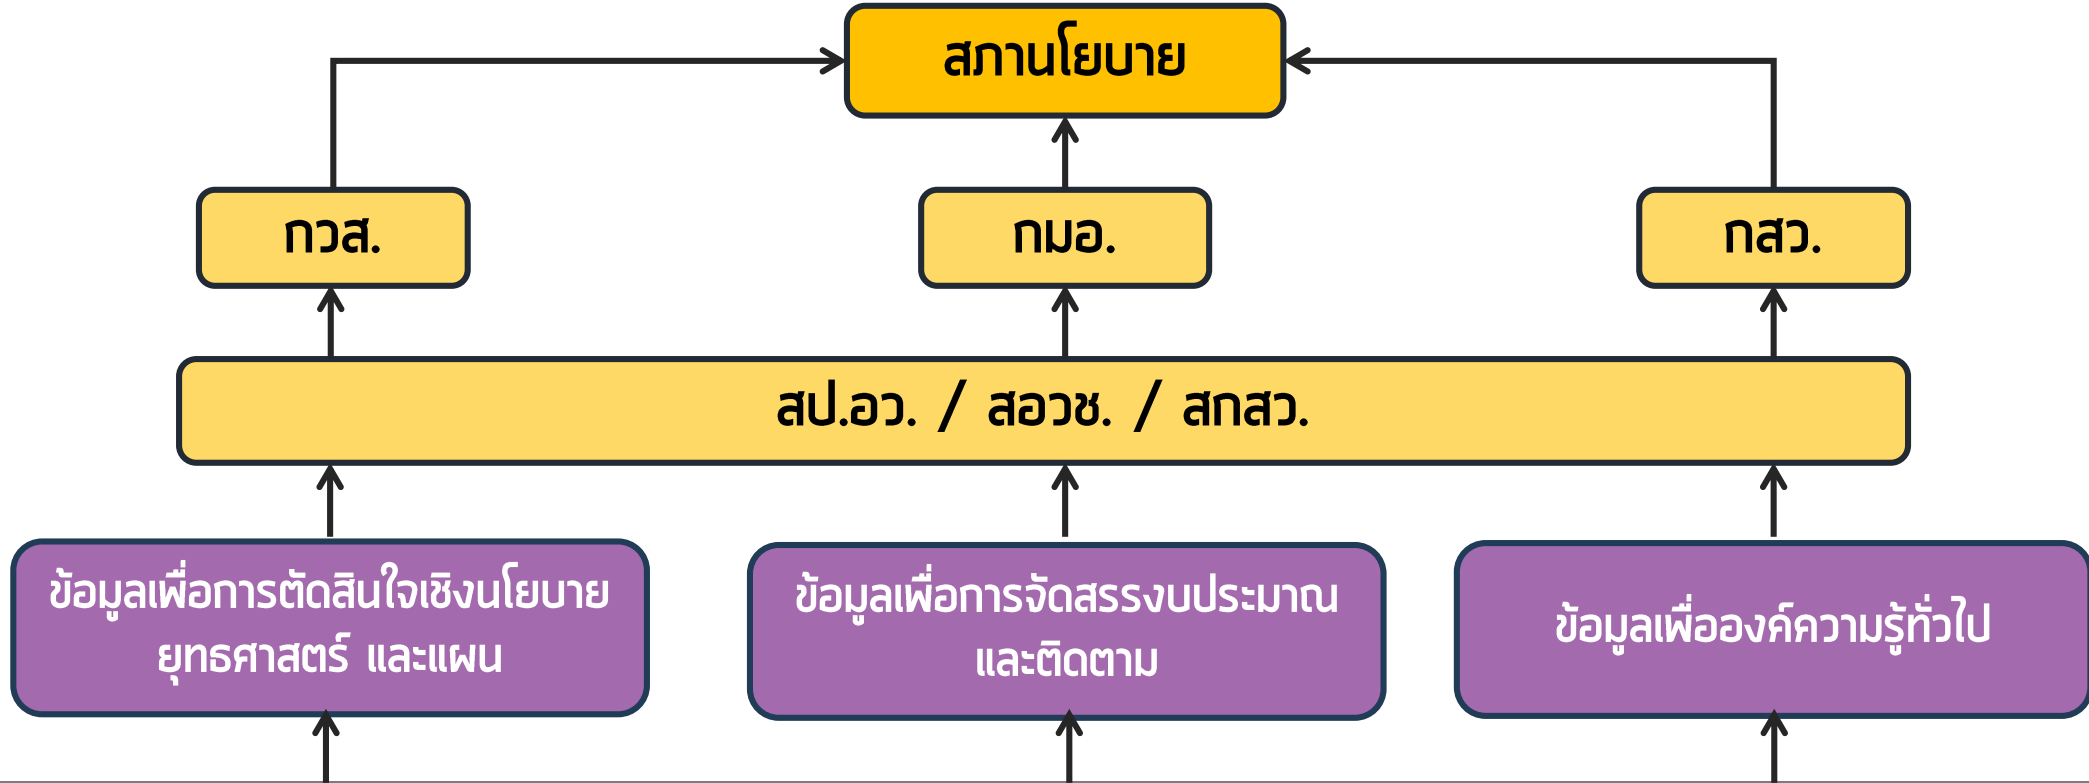 สภานโยบาย
กวส.
กมอ.
กสว.
สป.อว. / สอวช. / สกสว.
ข้อมูลเพื่อการตัดสินใจเชิงนโยบาย
ยุทธศาสตร์ และแผน
ข้อมูลเพื่อการจัดสรรงบประมาณ
และติดตาม
ข้อมูลเพื่อองค์ความรู้ทั่วไป